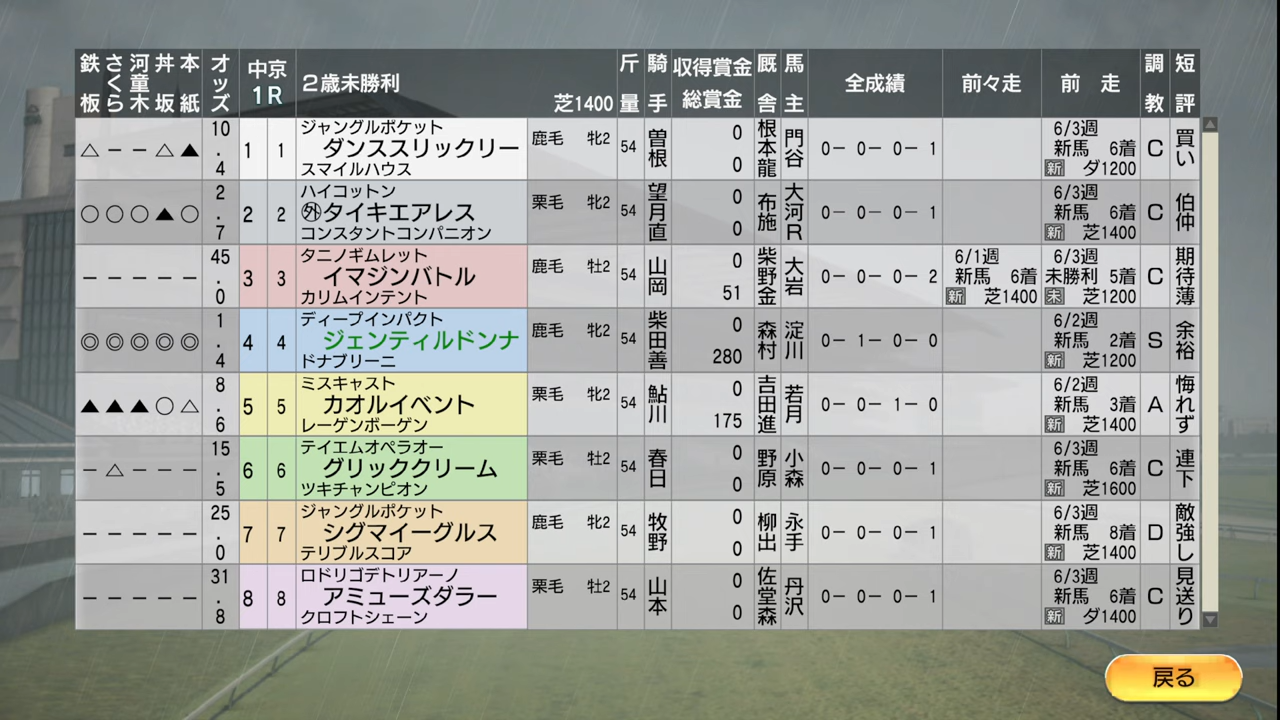 鉄板 さくら 河童木 井坂 本紙 オッズ 中京 1R 2歳未勝利 芝1400 斤量 騎手 収得賞金 総賞金 厩舎 馬主 全成績 前々走 前走 調教 短評
△ － － △ ▲ 10.4 1 1 ジャングルポケット 鹿毛 牝2 54 曽根 0 根本龍 門谷 0- 0- 0- 1 6/3週 C 買い
ダンススリックリー 新馬 6着
スマイルハウス 0 新 ダ1200
○ ○ ○ ▲ ○ 2.7 2 2 ハイコットン 栗毛 牝2 54 望月直 0 布施 大河R 0- 0- 0- 1 6/3週 C 伯仲
外 タイキエアレス 新馬 6着
コンスタントコンパニオン 0 新 芝1400
－ － － － － 45.0 3 3 タニノギムレット 鹿毛 牡2 54 山岡 0 柴野金 大岩 0- 0- 0- 2 6/1週 6/3週 C 期待薄
イマジンバトル 新馬 6着 未勝利 5着
カリムインテント 51 新 芝1400 未 芝1200
◎ ◎ ◎ ◎ ◎ 1.4 4 4 ディープインパクト 鹿毛 牝2 54 柴田善 0 森村 淀川 0- 1- 0- 0 6/2週 S 余裕
ジェンティルドンナ 新馬 2着
ドナブリーニ 280 新 芝1200
▲ ▲ ▲ ○ △ 8.6 5 5 ミスキャスト 栗毛 牝2 54 鮎川 0 吉田進 若月 0- 0- 1- 0 6/2週 A 悔れず
カオルイベント 新馬 3着
レーゲンボーゲン 175 新 芝1400
－ △ － － － 15.5 6 6 テイエムオペラオー 栗毛 牡2 54 春日 0 野原 小森 0- 0- 0- 1 6/3週 C 連下
グリッククリーム 新馬 6着
ツキチャンピオン 0 新 芝1600
－ － － － － 25.0 7 7 ジャングルポケット 鹿毛 牝2 54 牧野 0 柳出 永手 0- 0- 0- 1 6/3週 D 敵強し
シグマイーグルス 新馬 8着
テリブルスコア 0 新 芝1400
－ － － － － 31.8 8 8 ロドリゴデトリアーノ 栗毛 牡2 54 山本 0 佐堂森 丹沢 0- 0- 0- 1 6/3週 C 見送り
アミューズダラー 新馬 6着
クロフトシェーン 0 新 ダ1400
戻る